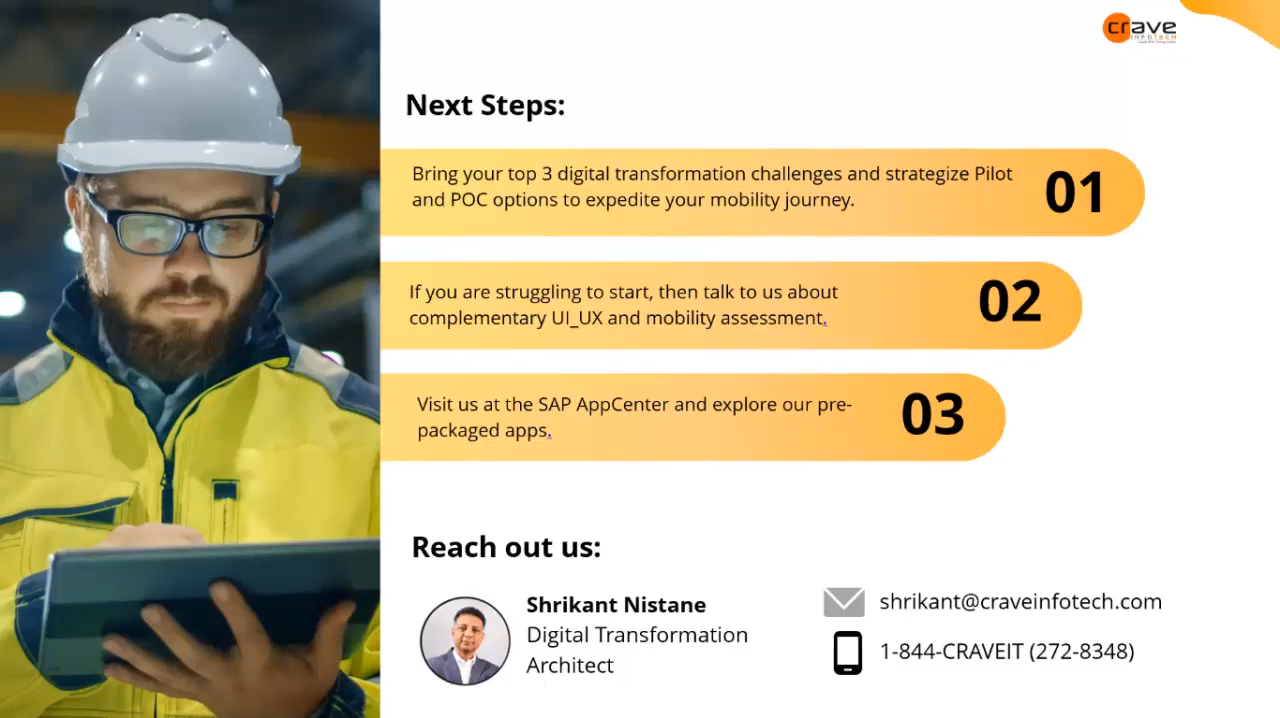 crave
INFOTECH
Next Steps:
Bring your top 3 digital transformation challenges and strategize Pilot
and POC options to expedite your mobility journey.
01
If you are struggling to start, then talk to us about
complementary UI_UX and mobility assessment.
02
Visit us at the SAP AppCenter and explore our pre-
packaged apps.
03
Reach out us:
Shrikant Nistane
Digital Transformation
Architect
shrikant@craveinfotech.com
1-844-CRAVEIT (272-8348)